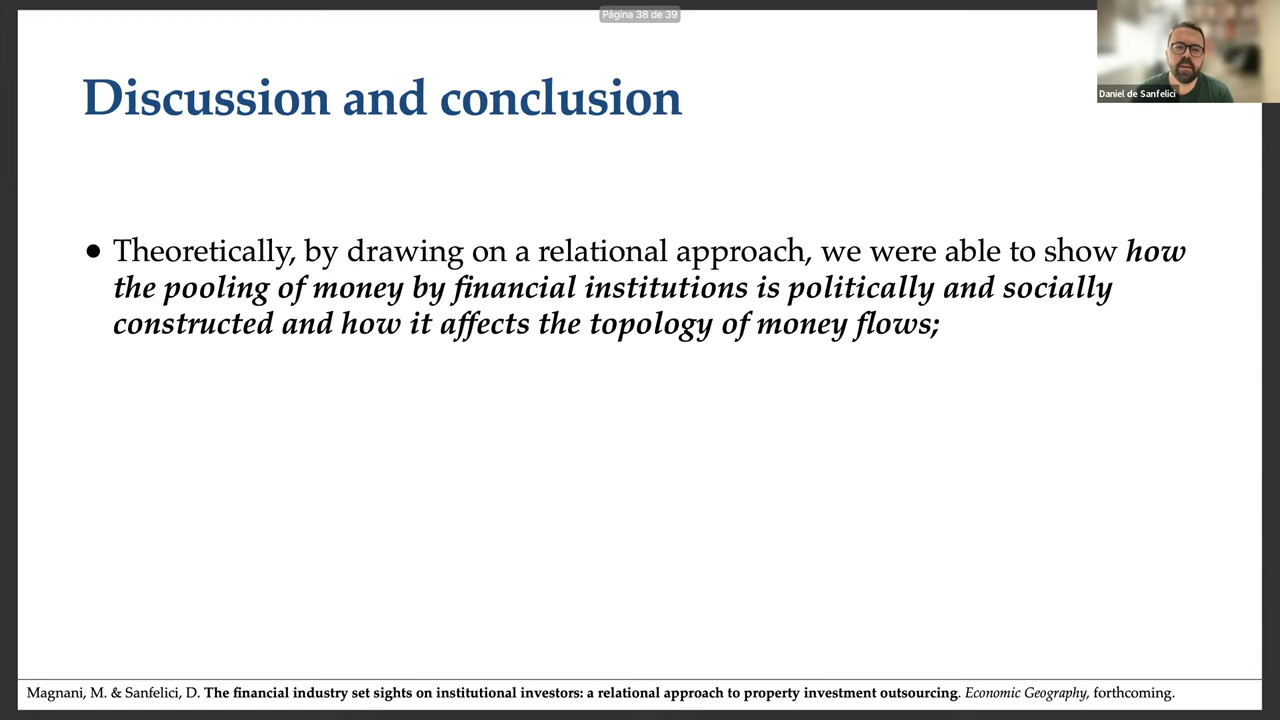 Página 38 de 39
Daniel de Sanfelici
Discussion and conclusion
● Theoretically, by drawing on a relational approach, we were able to show how
the pooling of money by financial institutions is politically and socially
constructed and how it affects the topology of money flows;
Magnani, M. & Sanfelici, D. The financial industry set sights on institutional investors: a relational approach to property investment outsourcing. Economic Geography, forthcoming.